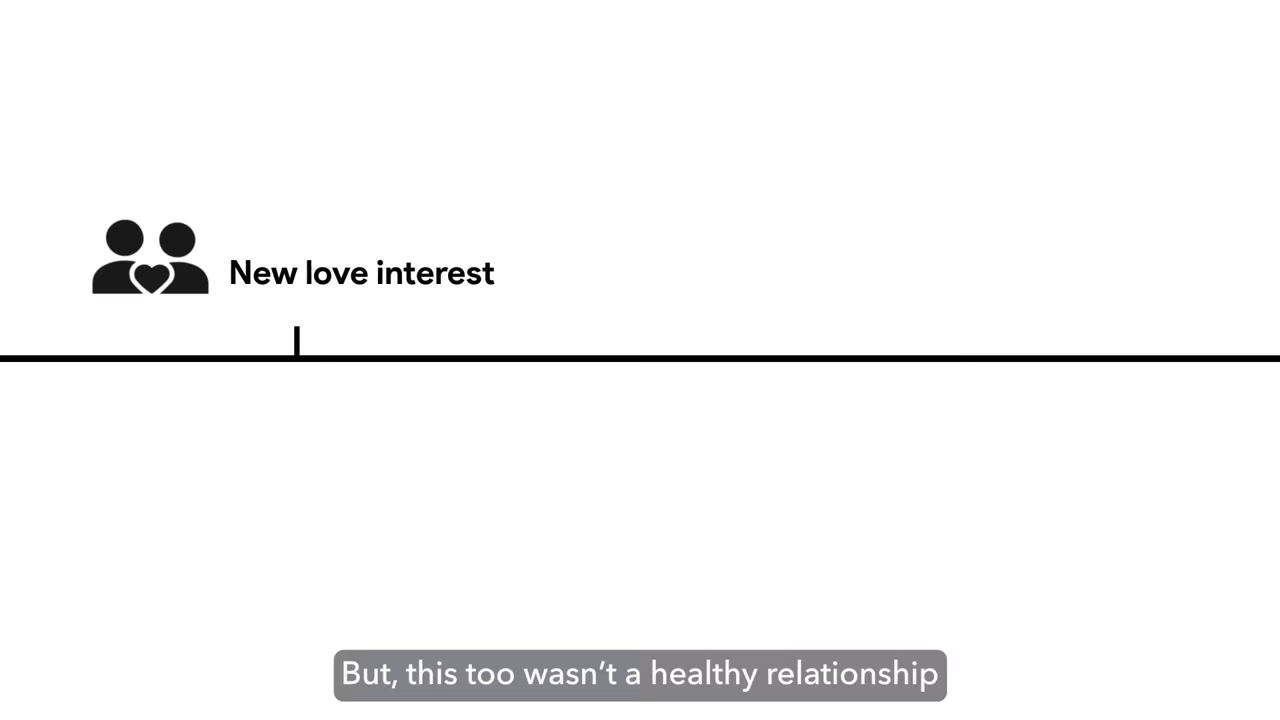 New love interest
But, this too wasn’t a healthy relationship